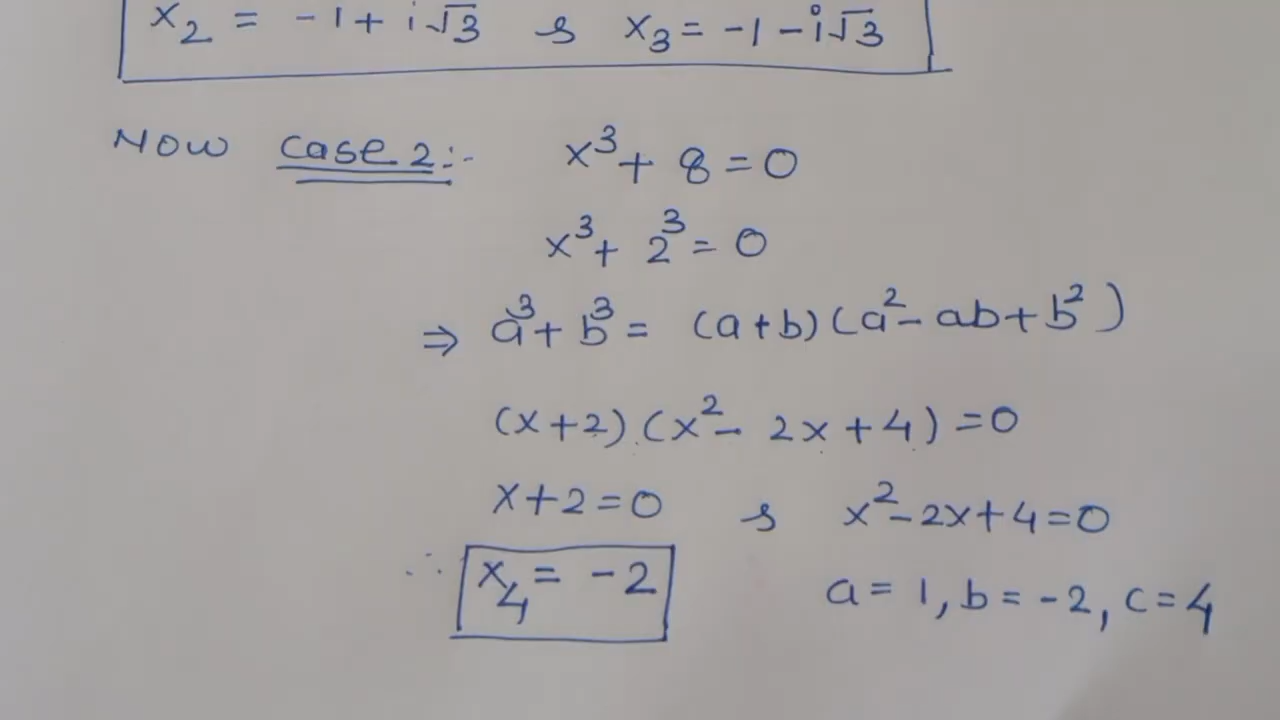 x₂ = -1 + i√3 s x₃ = -1 - i√3
Now case 2:- x³ + 8 = 0
x³ + 2³ = 0
⇒ a³ + b³ = (a+b)(a² - ab + b²)
(x+2)(x² - 2x + 4) = 0
x+2=0 s x² - 2x + 4 = 0
∴ x₄ = -2 a = 1, b = -2, c = 4